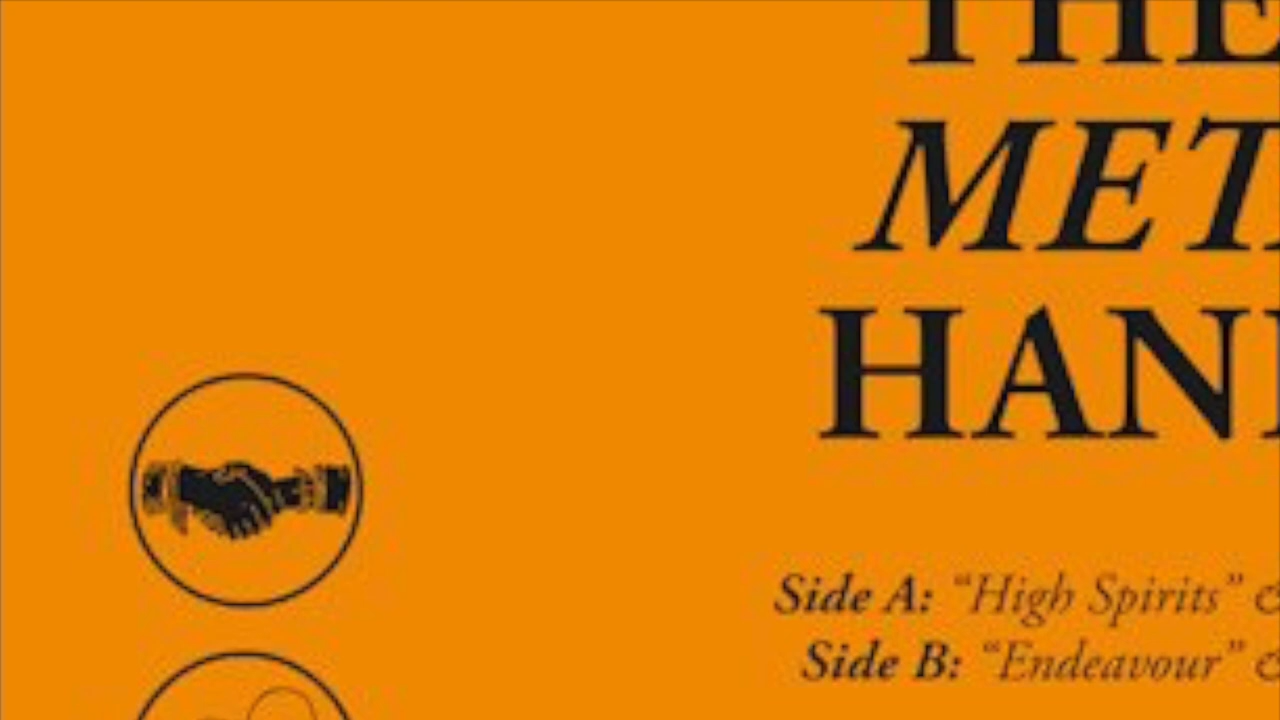 THE
MET
HAN
Side A: “High Spirits” &
Side B: “Endeavour” &